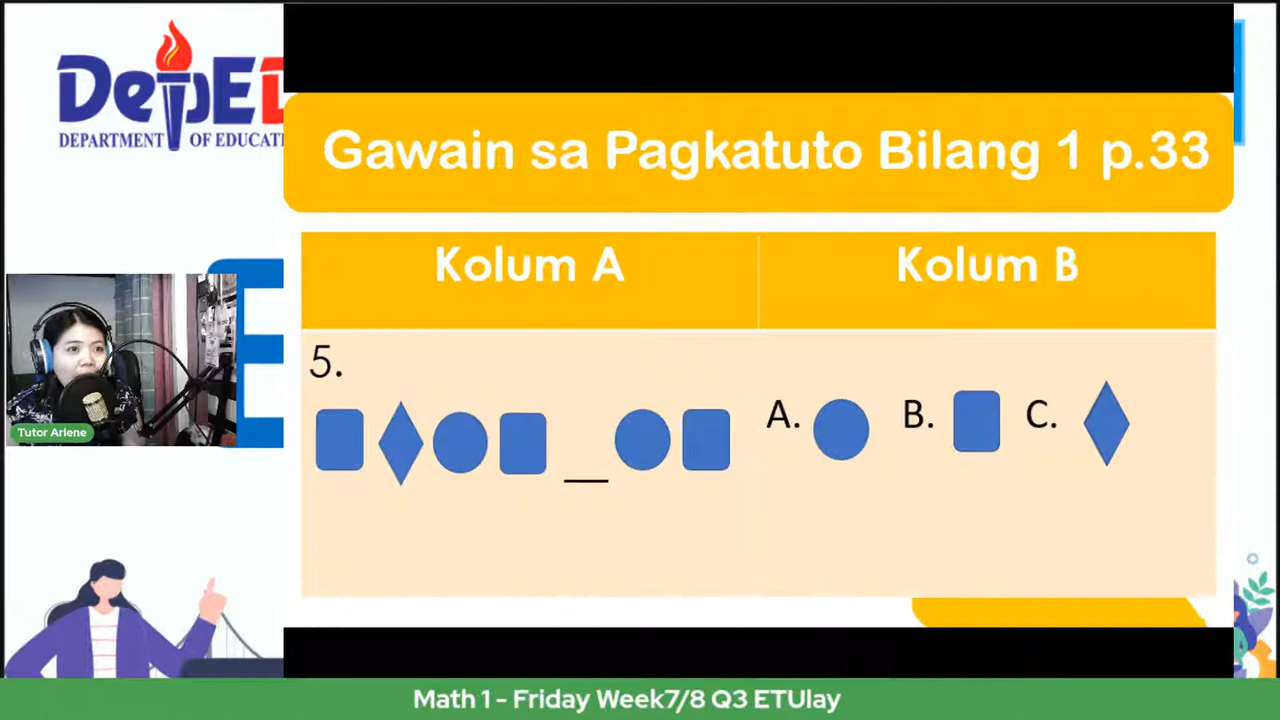 DepED
DEPARTMENT OF EDUCATI
Gawain sa Pagkatuto Bilang 1 p.33
Kolum A
Kolum B
5.
A.
B.
C.
E
Tutor Arlene
Math 1 - Friday Week7/8 Q3 ETUlay